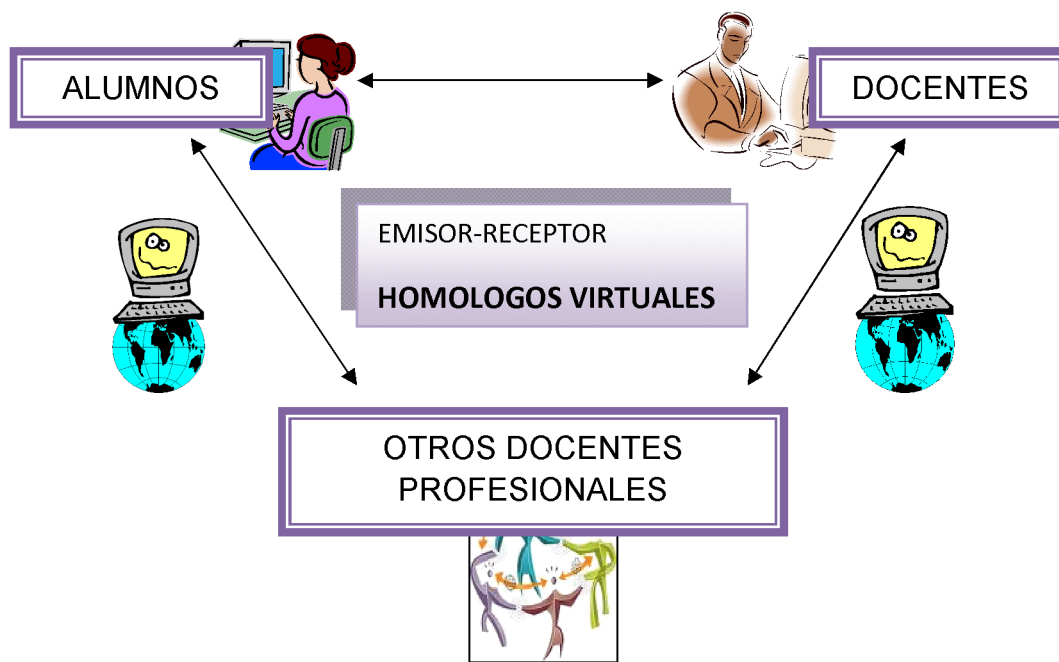 ALUMNOS
DOCENTES
EMISOR-RECEPTOR
HOMOLOGOS VIRTUALES
OTROS DOCENTES
PROFESIONALES